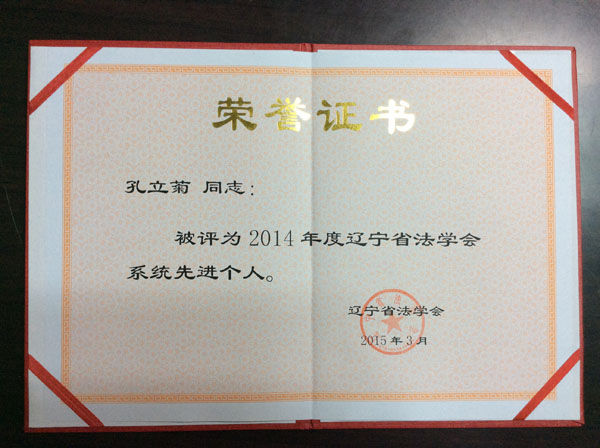 荣誉证书
孔立菊 同志：
被评为2014年度辽宁省法学会
系统先进个人。
辽宁省法学会
2015年3月